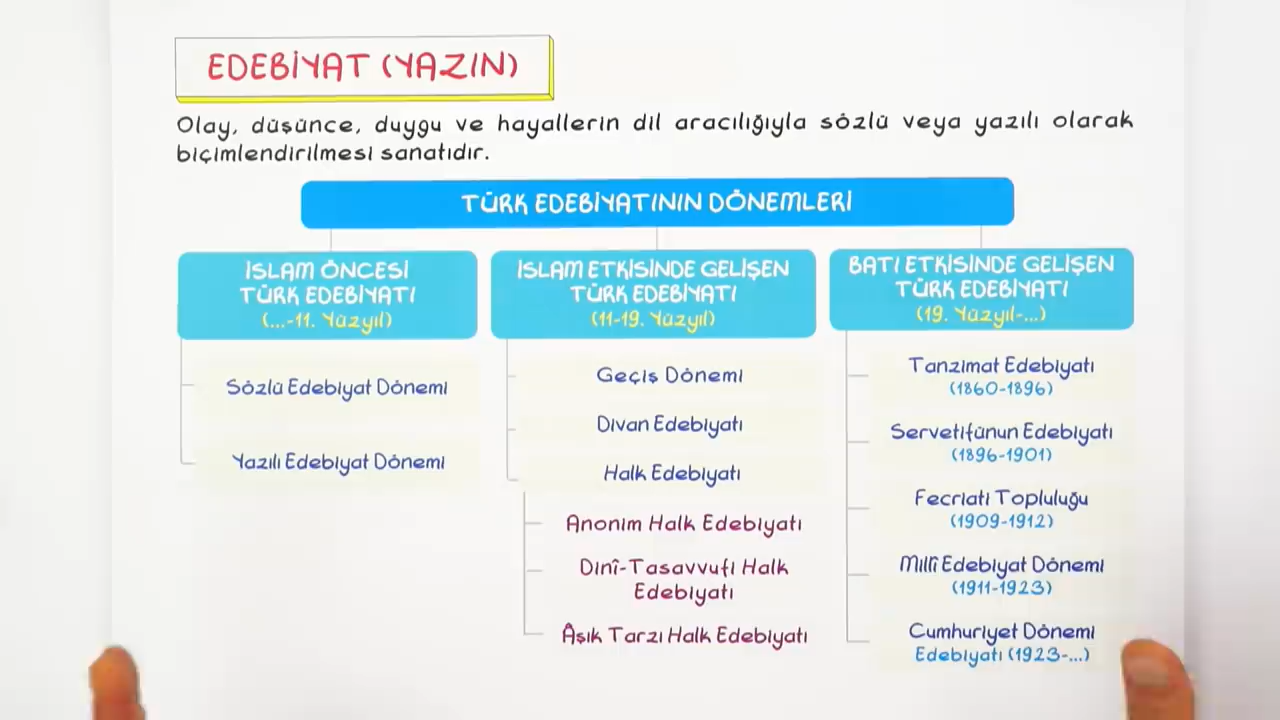 EDEBİYAT (YAZIN)
Olay, düşünce, duygu ve hayallerin dil aracılığıyla sözlü veya yazılı olarak
biçimlendirilmesi sanatıdır.
TÜRK EDEBİYATININ DÖNEMLERİ
İSLAM ÖNCESİ
TÜRK EDEBİYATI
(...-11. Yüzyıl)
Sözlü Edebiyat Dönemi
Yazılı Edebiyat Dönemi
İSLAM ETKİSİNDE GELİŞEN
TÜRK EDEBİYATI
(11-19. Yüzyıl)
Geçiş Dönemi
Divan Edebiyatı
Halk Edebiyatı
Anonim Halk Edebiyatı
Dinî-Tasavvufi Halk
Edebiyatı
Âşık Tarzı Halk Edebiyatı
BATI ETKİSİNDE GELİŞEN
TÜRK EDEBİYATI
(19. Yüzyıl-...)
Tanzimat Edebiyatı
(1860-1896)
Servetifünun Edebiyatı
(1896-1901)
Fecriati Topluluğu
(1909-1912)
Millî Edebiyat Dönemi
(1911-1923)
Cumhuriyet Dönemi
Edebiyatı (1923-...)